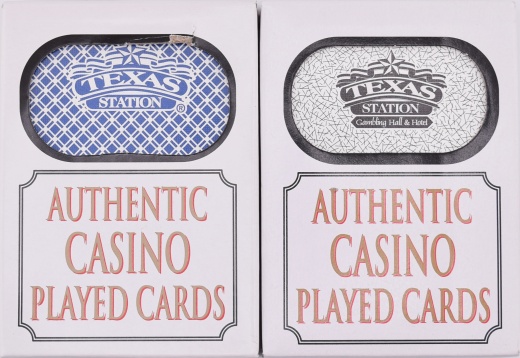 TEXAS
STATION®
AUTHENTIC
CASINO
PLAYED CARDS
TEXAS
STATION
Gambling Hall & Hotel
AUTHENTIC
CASINO
PLAYED CARDS